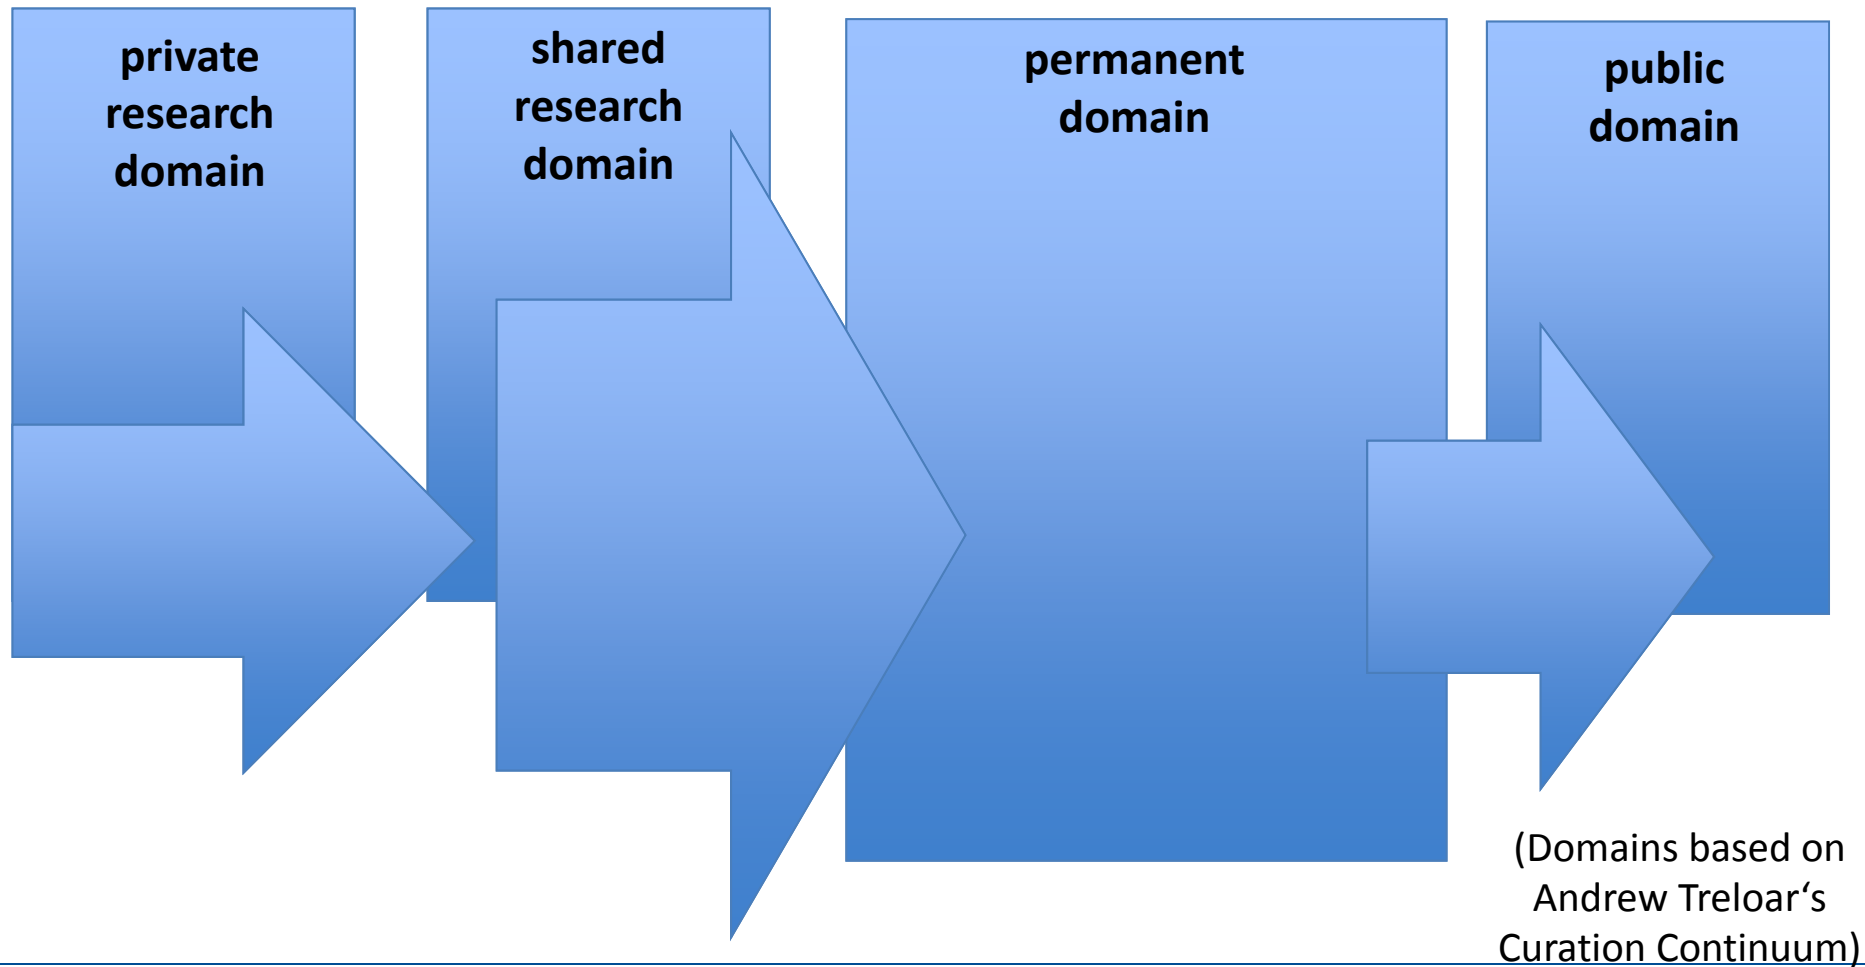 private
research
domain
shared
research
domain
permanent
domain
public
domain
(Domains based on
Andrew Treloar‘s
Curation Continuum)